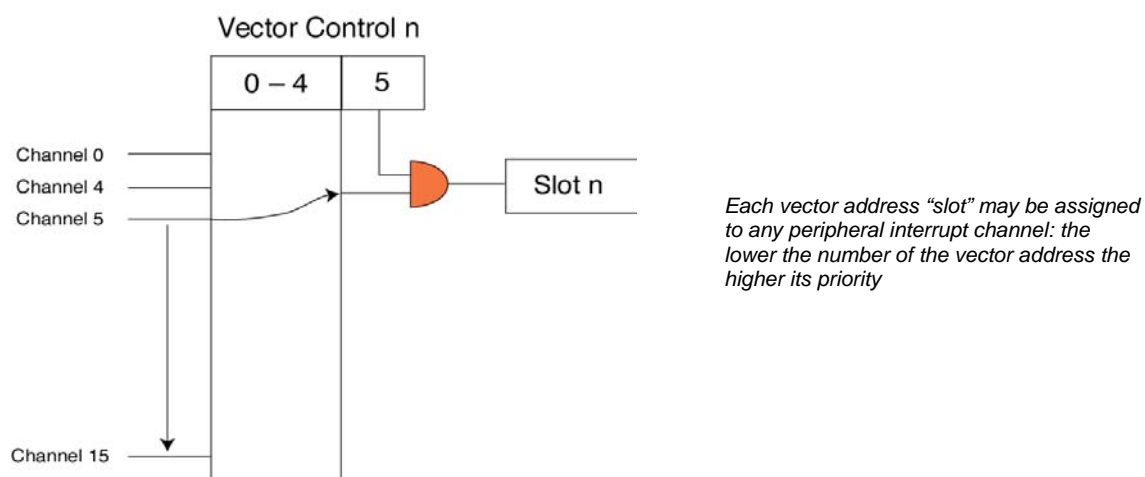 Vector Control n
0 – 4
5
Channel 0
Channel 4
Channel 5
Slot n
Each vector address “slot” may be assigned
to any peripheral interrupt channel: the
lower the number of the vector address the
higher its priority
Channel 15